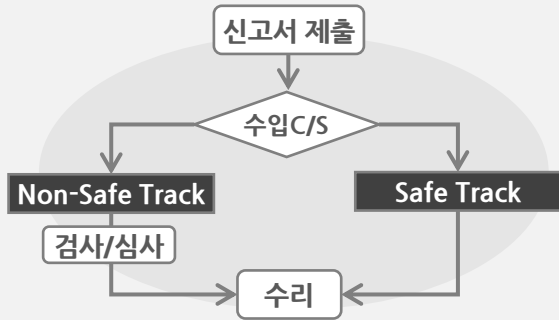 신고서 제출
수입C/S
Non-Safe Track
Safe Track
검사/심사
수리